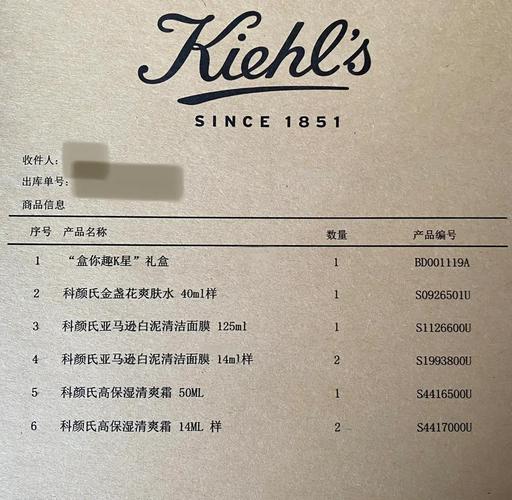 Kiehl's
SINCE 1851
收件人:
出库单号:
商品信息
序号 产品名称 数量 产品编号
1 “盒你趣K星”礼盒 1 BD001119A
2 科颜氏金盏花爽肤水 40ml样 1 S0926501U
3 科颜氏亚马逊白泥清洁面膜 125ml 1 S1126600U
4 科颜氏亚马逊白泥清洁面膜 14ml样 2 S1993800U
5 科颜氏高保湿清爽霜 50ML 1 S4416500U
6 科颜氏高保湿清爽霜 14ML 样 2 S4417000U